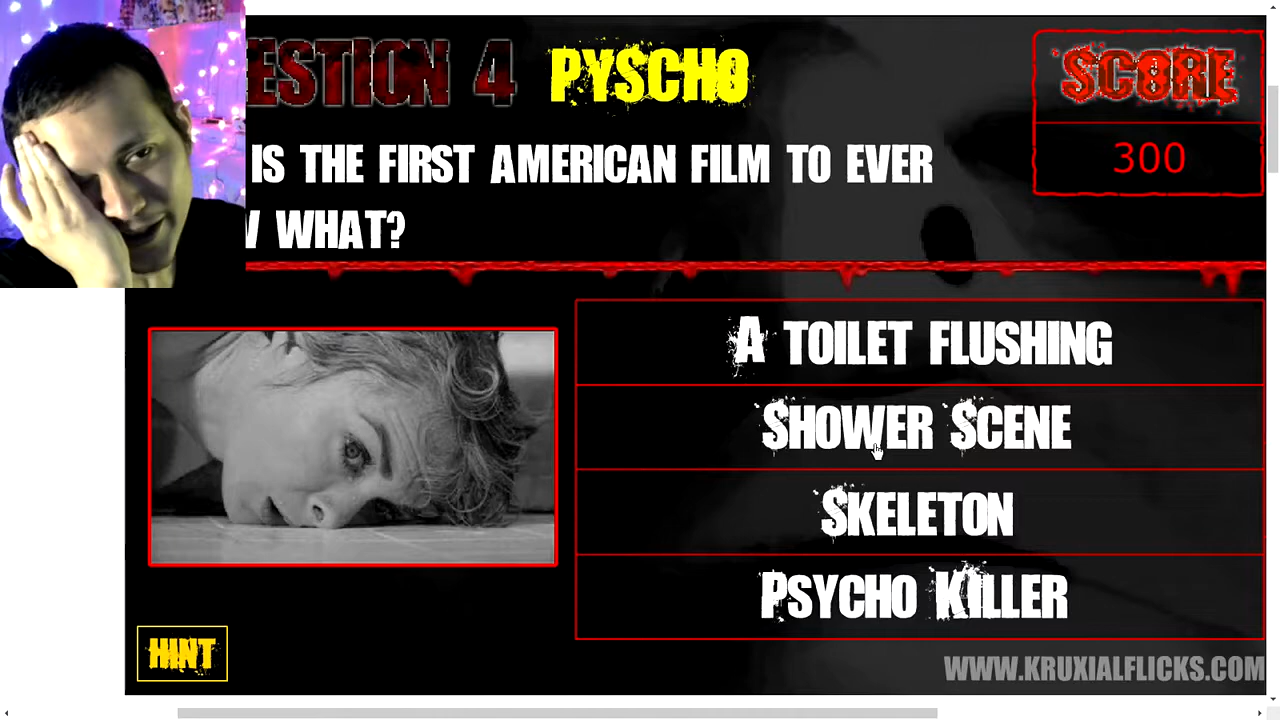 ESTION 4 PYSCHO
SCORE
300
IS THE FIRST AMERICAN FILM TO EVER
WHAT?
A TOILET FLUSHING
SHOWER SCENE
SKELETON
PSYCHO KILLER
HINT
WWW.KRUXIALFLICKS.COM